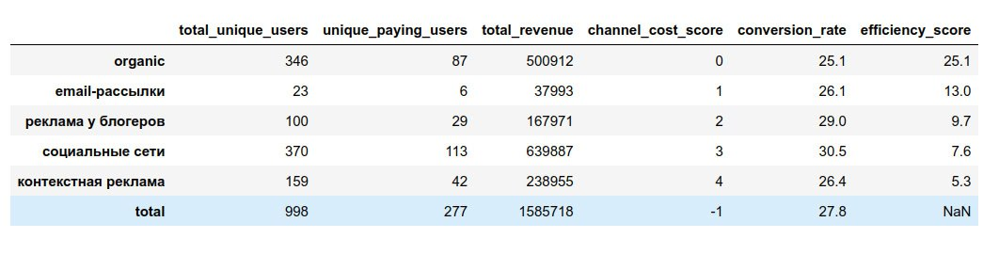 total_unique_users unique_paying_users total_revenue channel_cost_score conversion_rate efficiency_score
organic 346 87 500912 0 25.1 25.1
email-рассылки 23 6 37993 1 26.1 13.0
реклама у блогеров 100 29 167971 2 29.0 9.7
социальные сети 370 113 639887 3 30.5 7.6
контекстная реклама 159 42 238955 4 26.4 5.3
total 998 277 1585718 -1 27.8 NaN